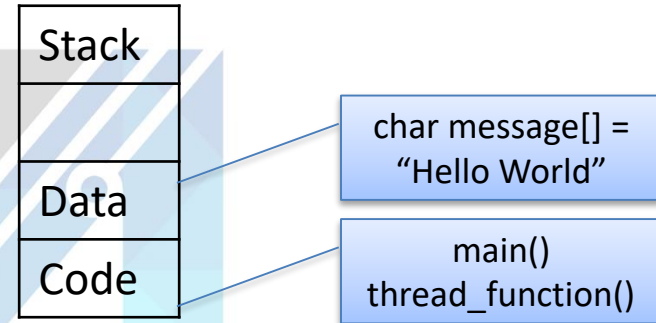 Stack
char message[] =
“Hello World”
Data
main()
Code
thread_function()